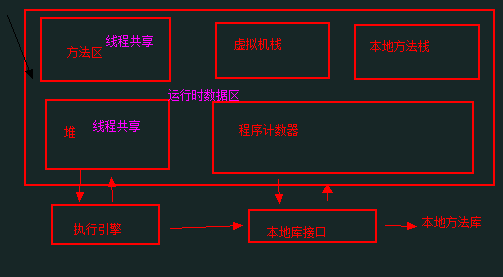 方法区
线程共享
虚拟机栈
本地方法栈
运行时数据区
堆
线程共享
程序计数器
执行引擎
本地库接口
本地方法库